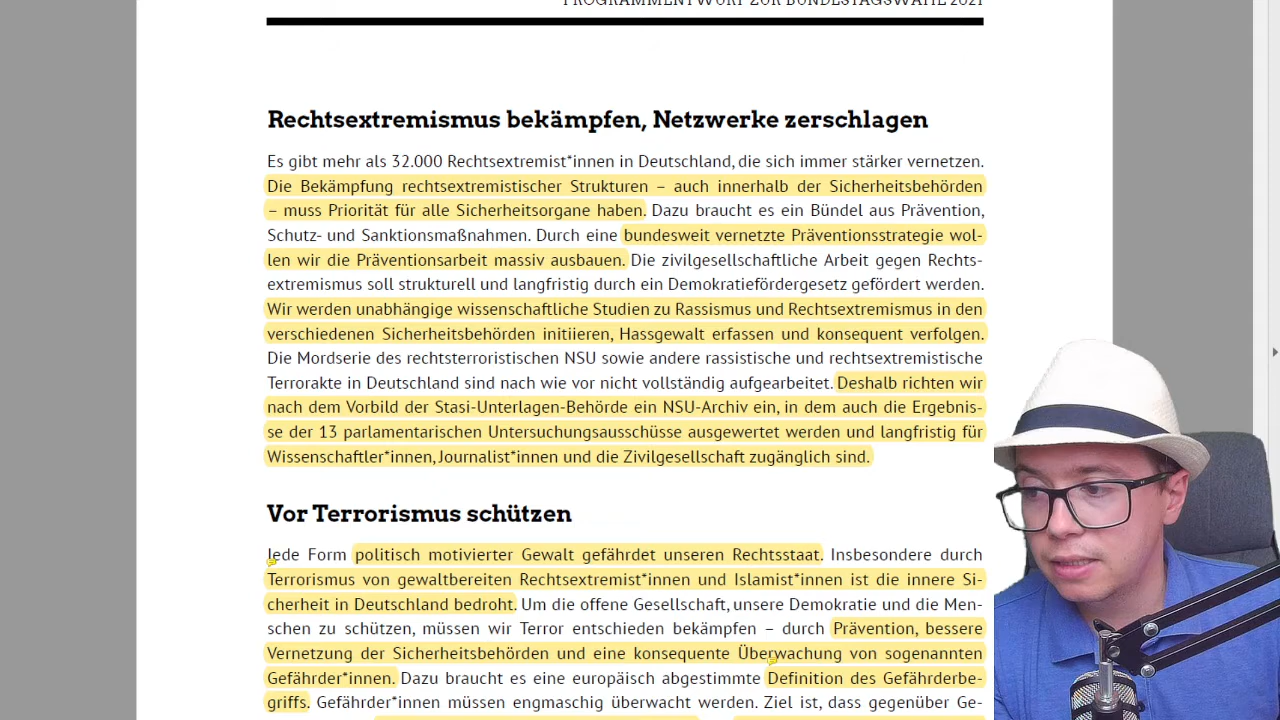 PROGRAMMENTWURF ZUR BUNDESTAGSWAHL 2021
Rechtsextremismus bekämpfen, Netzwerke zerschlagen
Es gibt mehr als 32.000 Rechtsextremist*innen in Deutschland, die sich immer stärker vernetzen.
Die Bekämpfung rechtsextremistischer Strukturen – auch innerhalb der Sicherheitsbehörden
– muss Priorität für alle Sicherheitsorgane haben. Dazu braucht es ein Bündel aus Prävention,
Schutz- und Sanktionsmaßnahmen. Durch eine bundesweit vernetzte Präventionsstrategie wol-
len wir die Präventionsarbeit massiv ausbauen. Die zivilgesellschaftliche Arbeit gegen Rechts-
extremismus soll strukturell und langfristig durch ein Demokratiefördergesetz gefördert werden.
Wir werden unabhängige wissenschaftliche Studien zu Rassismus und Rechtsextremismus in den
verschiedenen Sicherheitsbehörden initiieren, Hassgewalt erfassen und konsequent verfolgen.
Die Mordserie des rechtsterroristischen NSU sowie andere rassistische und rechtsextremistische
Terrorakte in Deutschland sind nach wie vor nicht vollständig aufgearbeitet. Deshalb richten wir
nach dem Vorbild der Stasi-Unterlagen-Behörde ein NSU-Archiv ein, in dem auch die Ergebnis-
se der 13 parlamentarischen Untersuchungsausschüsse ausgewertet werden und langfristig für
Wissenschaftler*innen, Journalist*innen und die Zivilgesellschaft zugänglich sind.
Vor Terrorismus schützen
Jede Form politisch motivierter Gewalt gefährdet unseren Rechtsstaat. Insbesondere durch
Terrorismus von gewaltbereiten Rechtsextremist*innen und Islamist*innen ist die innere Si-
cherheit in Deutschland bedroht. Um die offene Gesellschaft, unsere Demokratie und die Men-
schen zu schützen, müssen wir Terror entschieden bekämpfen – durch Prävention, bessere
Vernetzung der Sicherheitsbehörden und eine konsequente Überwachung von sogenannten
Gefährder*innen. Dazu braucht es eine europäisch abgestimmte Definition des Gefährderbe-
griffs. Gefährder*innen müssen engmaschig überwacht werden. Ziel ist, dass gegenüber Ge-